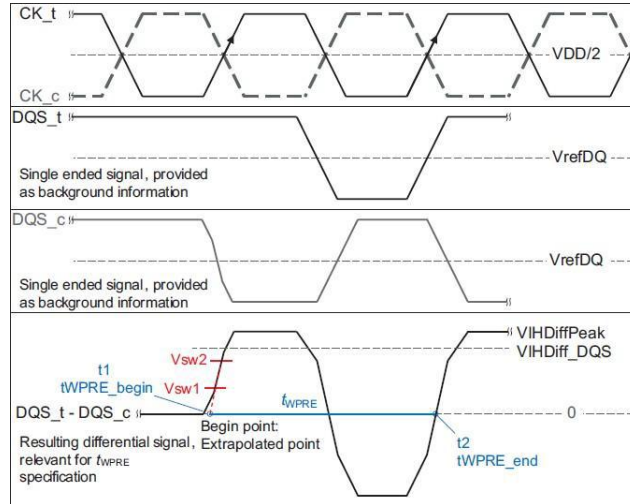 CK_t
VDD/2
CK_c
DQS_t
VrefDQ
Single ended signal, provided
as background information
DQS_c
VrefDQ
Single ended signal, provided
as background information
VIHDiffPeak
VIHDiff_DQS
Vsw2
t1
tWPRE_begin
Vsw1
tWPRE
DQS_t - DQS_c
0
Begin point:
Extrapolated point
Resulting differential signal,
relevant for tWPRE
specification
t2
tWPRE_end